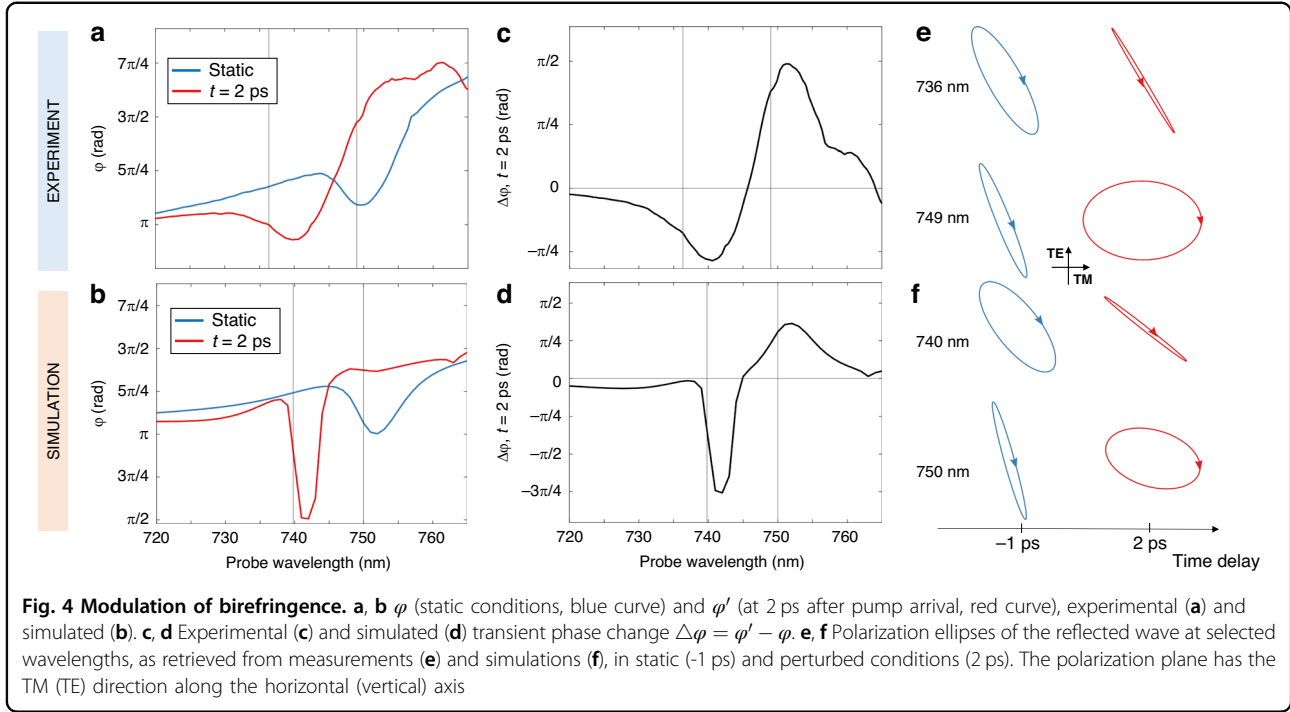 EXPERIMENT
a
φ (rad)
7π/4
3π/2
5π/4
π
Static
t = 2 ps
c
Δφ, t = 2 ps (rad)
π/2
π/4
0
−π/4
e
736 nm
749 nm
TE
TM
SIMULATION
b
φ (rad)
7π/4
3π/2
5π/4
π
3π/4
π/2
Static
t = 2 ps
720 730 740 750 760
Probe wavelength (nm)
d
Δφ, t = 2 ps (rad)
π/2
π/4
0
−π/4
−π/2
−3π/4
720 730 740 750 760
Probe wavelength (nm)
f
740 nm
750 nm
−1 ps 2 ps
Time delay
Fig. 4 Modulation of birefringence. a, b φ (static conditions, blue curve) and φ′ (at 2 ps after pump arrival, red curve), experimental (a) and
simulated (b). c, d Experimental (c) and simulated (d) transient phase change △φ = φ′ − φ. e, f Polarization ellipses of the reflected wave at selected
wavelengths, as retrieved from measurements (e) and simulations (f), in static (-1 ps) and perturbed conditions (2 ps). The polarization plane has the
TM (TE) direction along the horizontal (vertical) axis